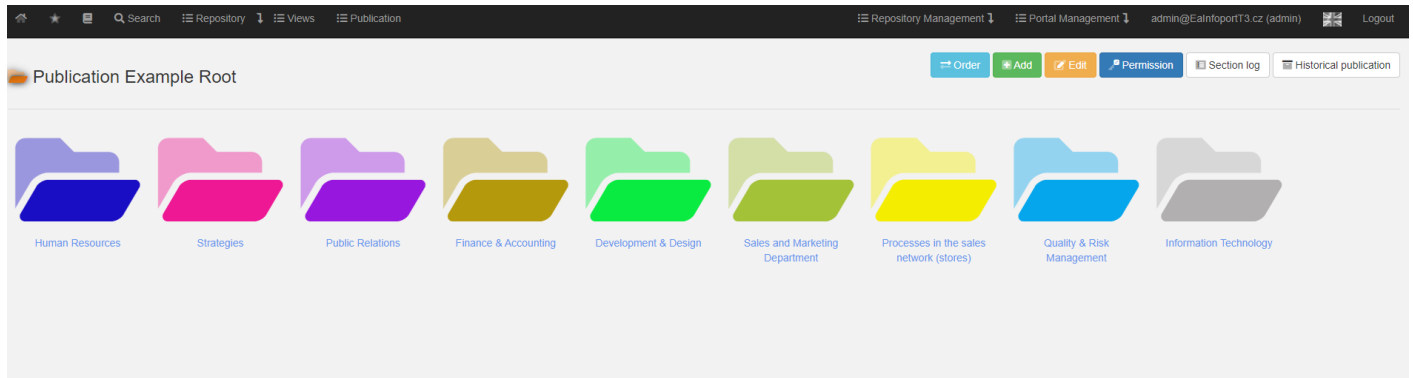 Search Repository Views Publication Repository Management Portal Management admin@EaInfoportT3.cz (admin) Logout
Publication Example Root
Order Add Edit Permission Section log Historical publication
Human Resources
Strategies
Public Relations
Finance & Accounting
Development & Design
Sales and Marketing
Department
Processes in the sales
network (stores)
Quality & Risk
Management
Information Technology